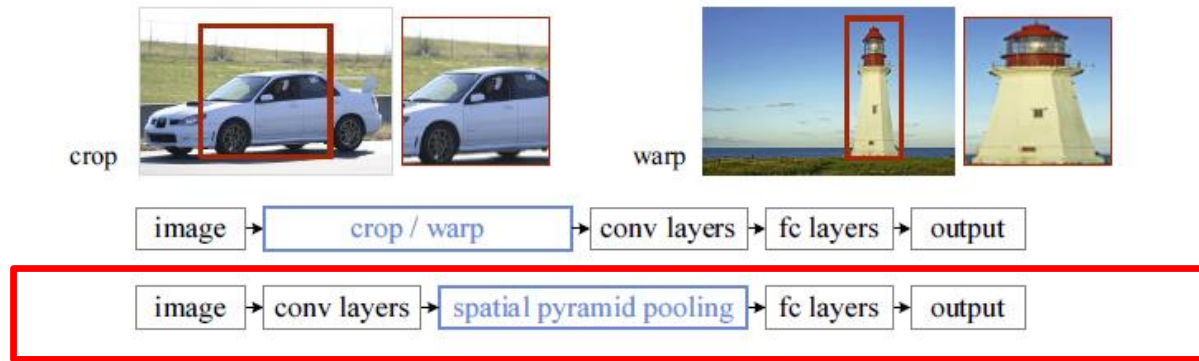 crop
warp
image crop / warp conv layers fc layers output
image conv layers spatial pyramid pooling fc layers output